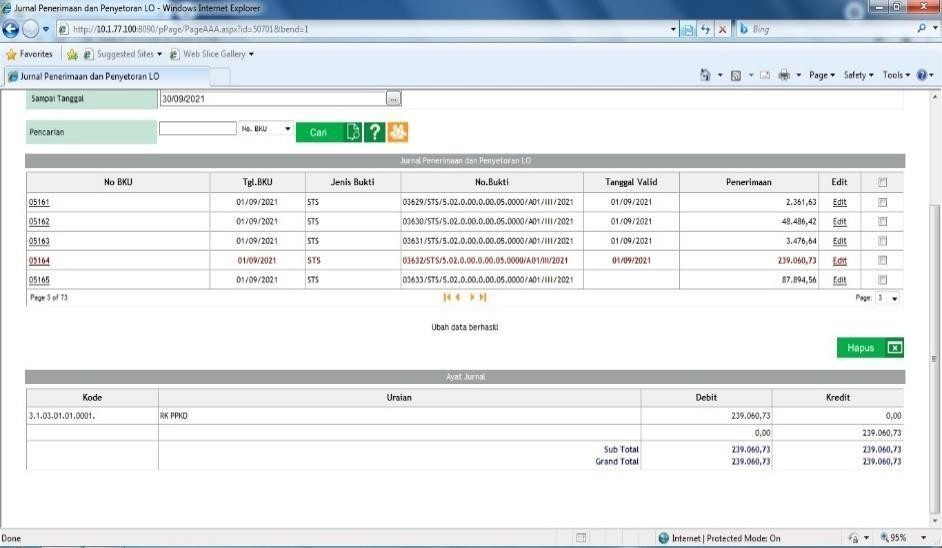 Jurnal Penerimaan dan Penyetoran LO - Windows Internet Explorer
http://10.1.77.100:8090/pPage/PageAAA.aspx?id=50701&bend=1
Bing
Favorites Suggested Sites Web Slice Gallery
Jurnal Penerimaan dan Penyetoran LO Page Safety Tools
Sampai Tanggal 30/09/2021 ...
Pencarian No. BKU Cari ?
Jurnal Penerimaan dan Penyetoran LO
No BKU Tgl.BKU Jenis Bukti No.Bukti Tanggal Valid Penerimaan Edit
05161 01/09/2021 STS 03629/STS/5.02.0.00.0.00.05.0000/A01/III/2021 01/09/2021 2.361,63 Edit
05162 01/09/2021 STS 03630/STS/5.02.0.00.0.00.05.0000/A01/III/2021 01/09/2021 48.486,42 Edit
05163 01/09/2021 STS 03631/STS/5.02.0.00.0.00.05.0000/A01/III/2021 01/09/2021 3.476,64 Edit
05164 01/09/2021 STS 03632/STS/5.02.0.00.0.00.05.0000/A01/III/2021 01/09/2021 239.060,73 Edit
05165 01/09/2021 STS 03633/STS/5.02.0.00.0.00.05.0000/A01/III/2021 87.894,56 Edit
Page 3 of 73 Page: 3
Ubah data berhasil!
Hapus
Ayat Jurnal
Kode Uraian Debit Kredit
3.1.03.01.01.0001. RK PPKD 239.060,73 0,00
0,00 239.060,73
Sub Total 239.060,73 239.060,73
Grand Total 239.060,73 239.060,73
Done Internet | Protected Mode: On 95%